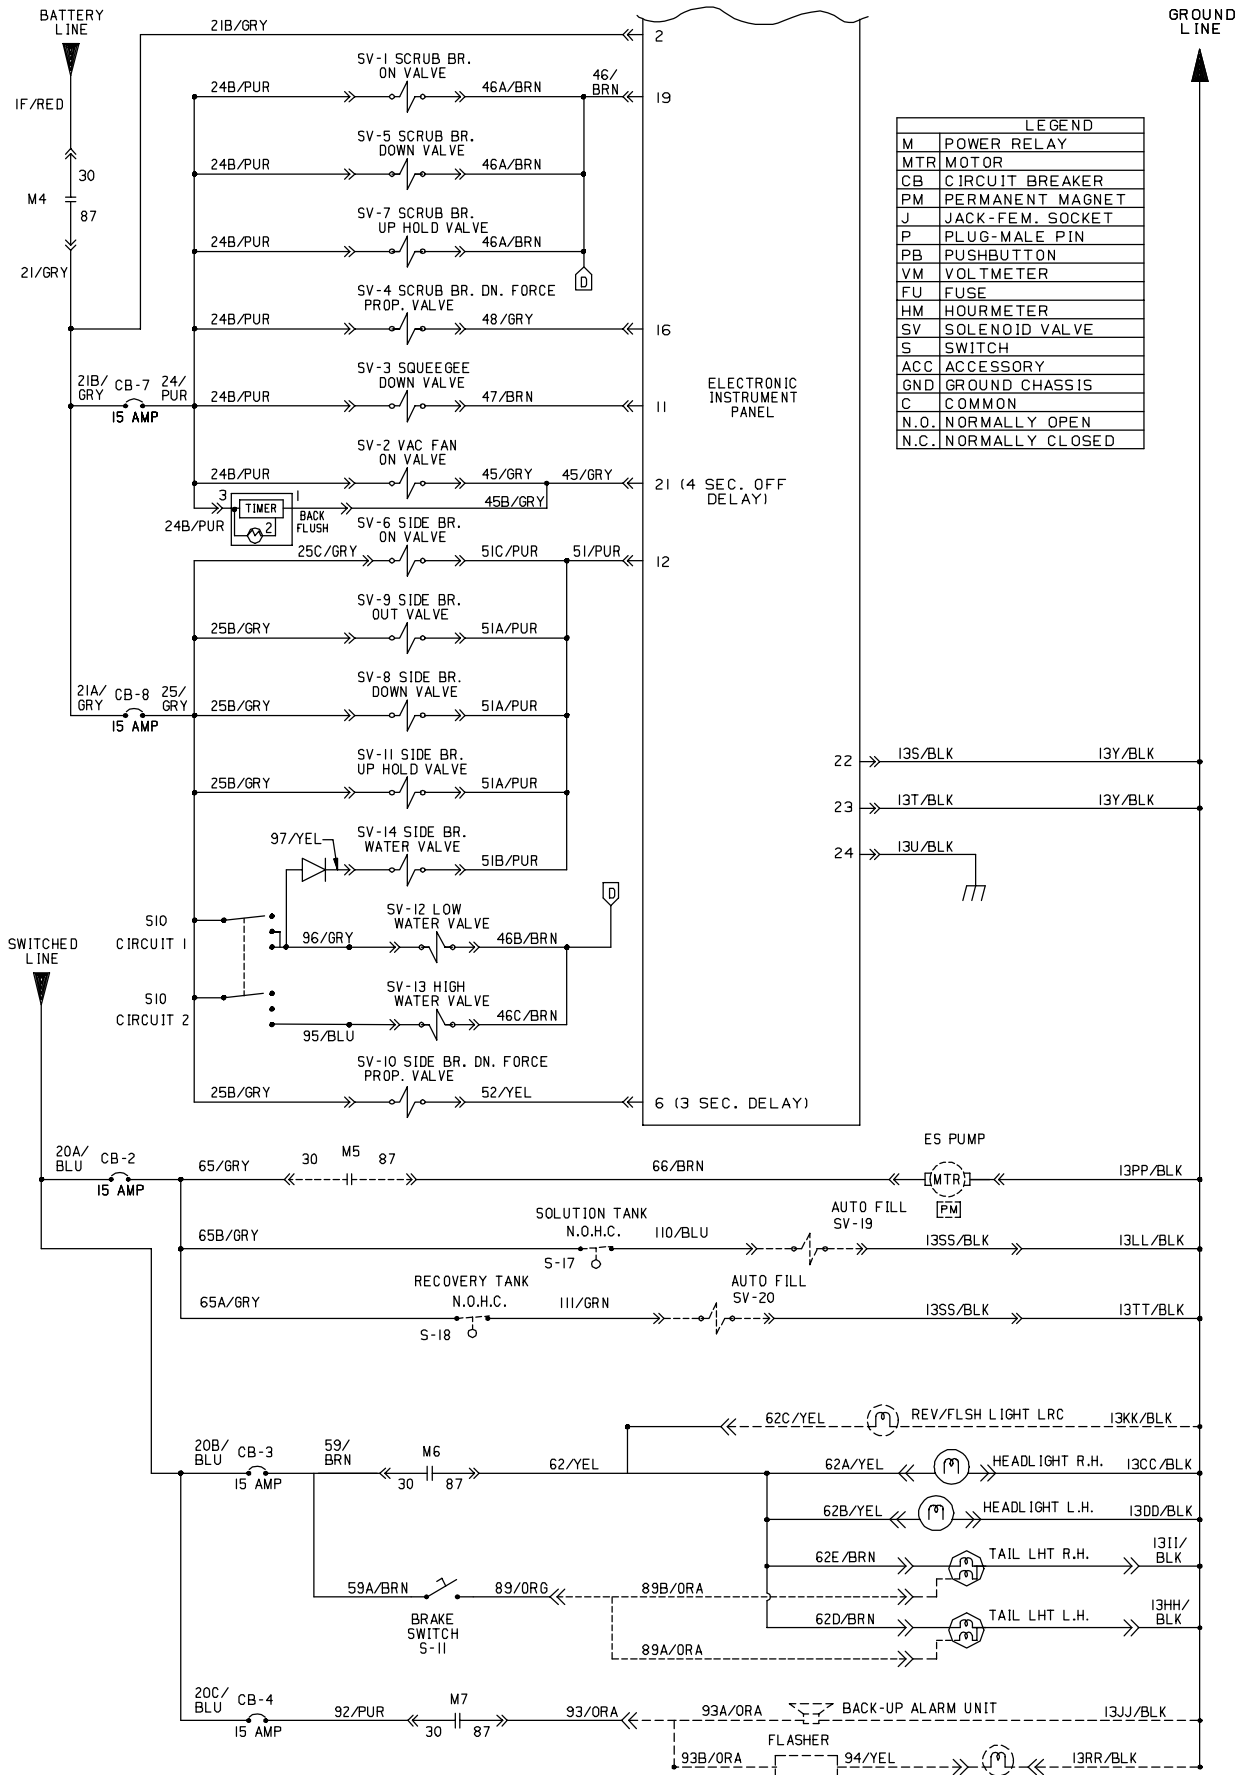 BATTERY
LINE
GROUND
LINE
21B/GRY
2
SV-1 SCRUB BR.
ON VALVE
1F/RED
24B/PUR
46A/BRN
46/
BRN
19
SV-5 SCRUB BR.
DOWN VALVE
24B/PUR
46A/BRN
30
M4
87
SV-7 SCRUB BR.
UP HOLD VALVE
24B/PUR
46A/BRN
D
21/GRY
SV-4 SCRUB BR. DN. FORCE
PROP. VALVE
24B/PUR
48/GRY
16
LEGEND
M POWER RELAY
MTR MOTOR
CB CIRCUIT BREAKER
PM PERMANENT MAGNET
J JACK-FEM. SOCKET
P PLUG-MALE PIN
PB PUSHBUTTON
VM VOLTMETER
FU FUSE
HM HOURMETER
SV SOLENOID VALVE
S SWITCH
ACC ACCESSORY
GND GROUND CHASSIS
C COMMON
N.O. NORMALLY OPEN
N.C. NORMALLY CLOSED
21B/
GRY
CB-7
15 AMP
24/
PUR
SV-3 SQUEEGEE
DOWN VALVE
24B/PUR
47/BRN
11
ELECTRONIC
INSTRUMENT
PANEL
SV-2 VAC FAN
ON VALVE
24B/PUR
45/GRY
45/GRY
21 (4 SEC. OFF
DELAY)
3
TIMER
1
2
BACK
FLUSH
24B/PUR
45B/GRY
SV-6 SIDE BR.
ON VALVE
25C/GRY
51C/PUR
51/PUR
12
SV-9 SIDE BR.
OUT VALVE
25B/GRY
51A/PUR
21A/
GRY
CB-8
15 AMP
25/
GRY
SV-8 SIDE BR.
DOWN VALVE
25B/GRY
51A/PUR
SV-11 SIDE BR.
UP HOLD VALVE
25B/GRY
51A/PUR
22
13S/BLK
13Y/BLK
23
13T/BLK
13Y/BLK
24
13U/BLK
97/YEL
SV-14 SIDE BR.
WATER VALVE
51B/PUR
D
S10
CIRCUIT 1
SV-12 LOW
WATER VALVE
96/GRY
46B/BRN
SWITCHED
LINE
S10
CIRCUIT 2
SV-13 HIGH
WATER VALVE
95/BLU
46C/BRN
SV-10 SIDE BR. DN. FORCE
PROP. VALVE
25B/GRY
52/YEL
6 (3 SEC. DELAY)
20A/
BLU
CB-2
15 AMP
65/GRY
30
M5
87
66/BRN
ES PUMP
MTR
PM
13PP/BLK
65B/GRY
SOLUTION TANK
N.O.H.C.
S-17
110/BLU
AUTO FILL
SV-19
13SS/BLK
13LL/BLK
65A/GRY
RECOVERY TANK
N.O.H.C.
S-18
111/GRN
AUTO FILL
SV-20
13SS/BLK
13TT/BLK
62C/YEL
REV/FLSH LIGHT LRC
13KK/BLK
20B/
BLU
CB-3
15 AMP
59/
BRN
M6
30
87
62/YEL
62A/YEL
HEADLIGHT R.H.
13CC/BLK
62B/YEL
HEADLIGHT L.H.
13DD/BLK
62E/BRN
TAIL LHT R.H.
13II/
BLK
59A/BRN
BRAKE
SWITCH
S-11
89/ORG
89B/ORA
62D/BRN
TAIL LHT L.H.
13HH/
BLK
89A/ORA
20C/
BLU
CB-4
15 AMP
92/PUR
M7
30
87
93/ORA
93A/ORA
BACK-UP ALARM UNIT
13JJ/BLK
FLASHER
93B/ORA
94/YEL
13RR/BLK